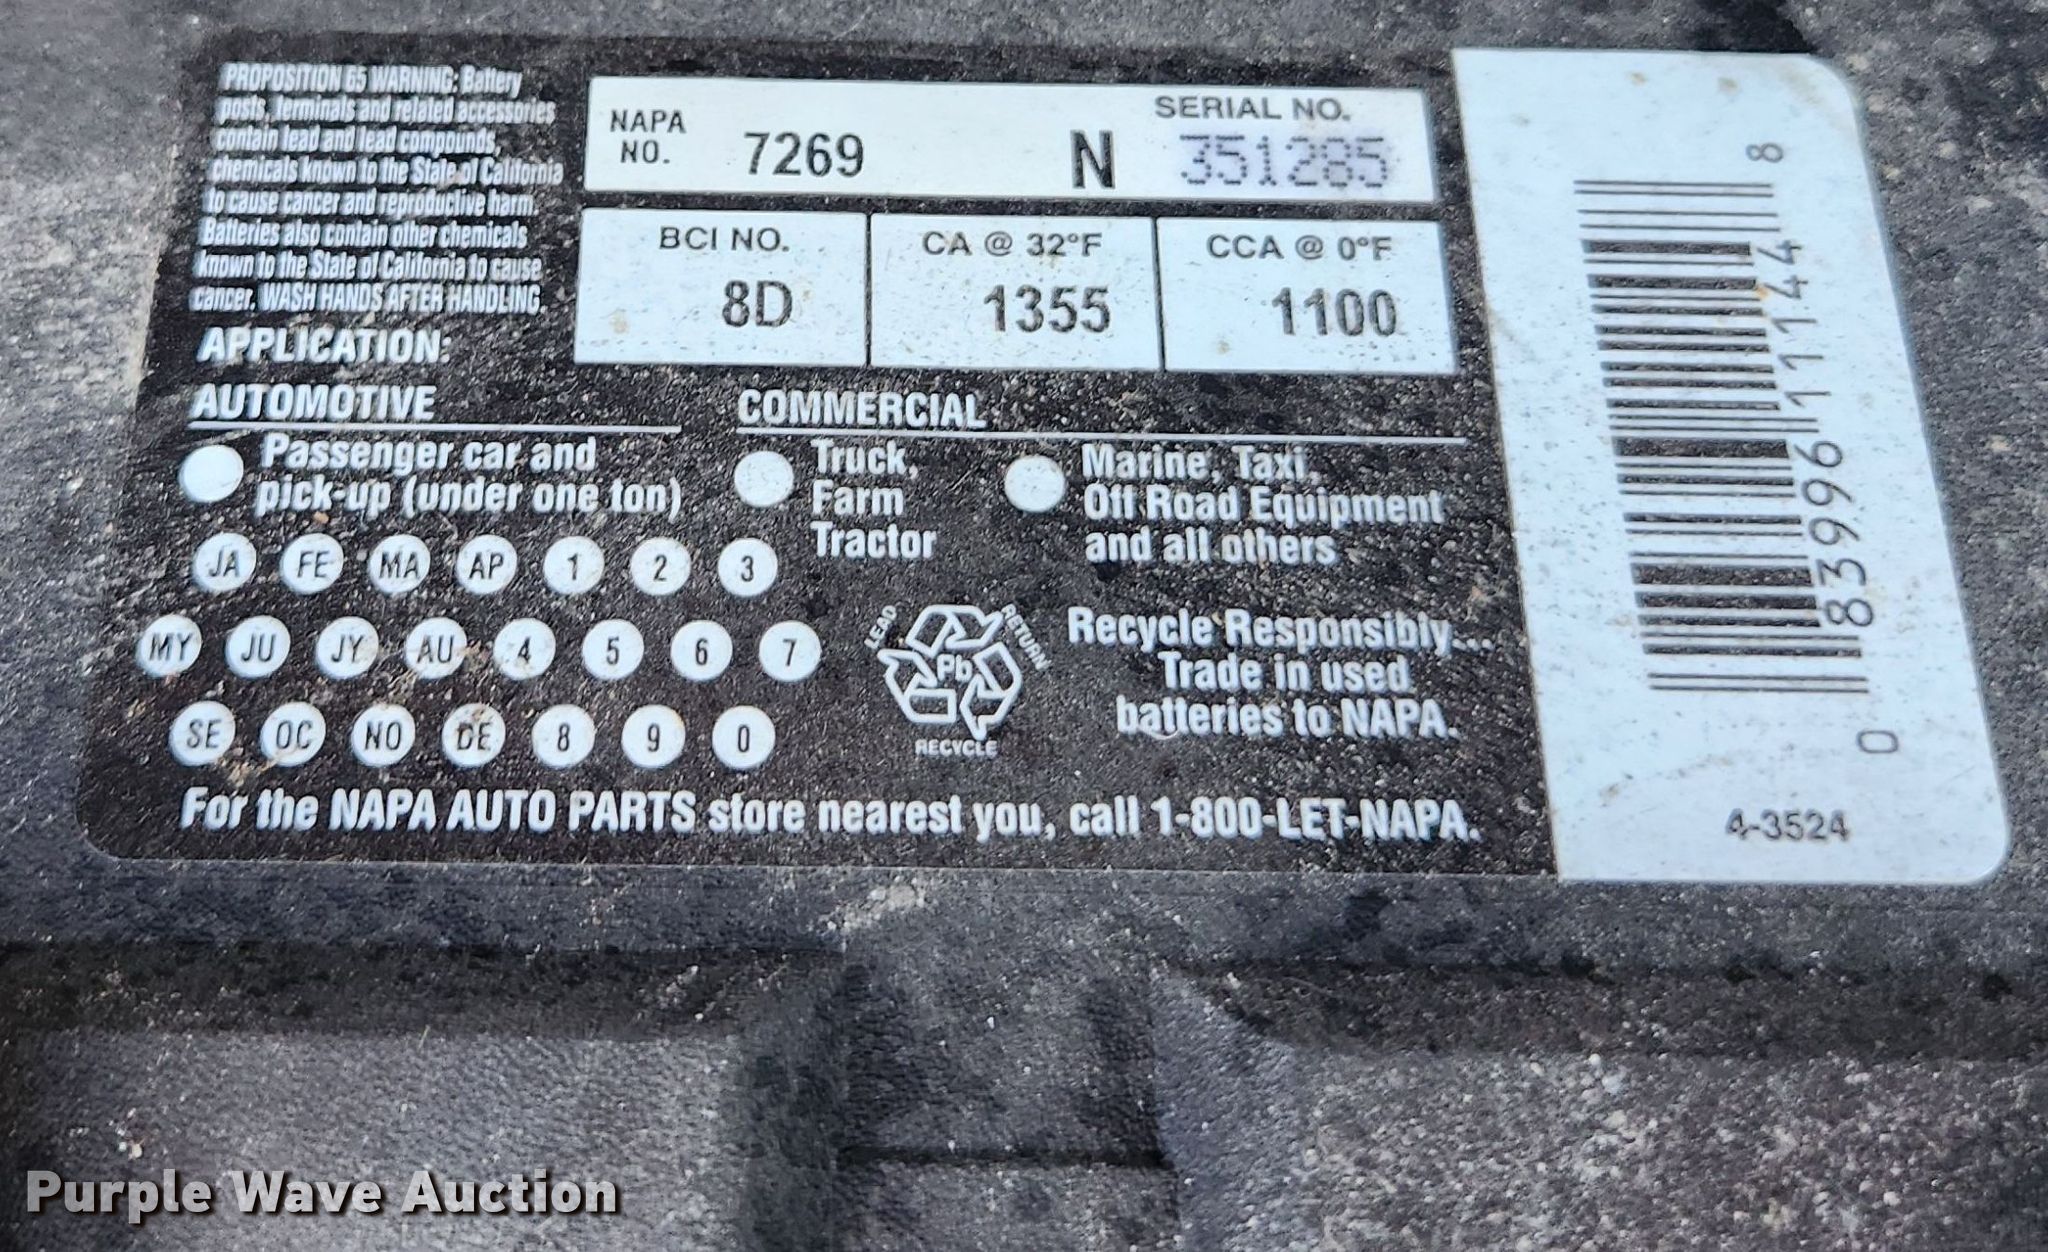 PROPOSITION 65 WARNING: Battery
posts, terminals and related accessories
contain lead and lead compounds,
chemicals known to the State of California
to cause cancer and reproductive harm.
Batteries also contain other chemicals
known to the State of California to cause
cancer. WASH HANDS AFTER HANDLING.
NAPA NO. 7269 N SERIAL NO. 351285
BCI NO. CA @ 32°F CCA @ 0°F
8D 1355 1100
APPLICATION:
AUTOMOTIVE
Passenger car and
pick-up (under one ton)
COMMERCIAL
Truck,
Farm
Tractor
Marine, Taxi,
Off Road Equipment
and all others
JA FE MA AP 1 2 3
MY JU JY AU 4 5 6 7
SE OC NO DE 8 9 0
LEAD RETURN
Pb
RECYCLE
Recycle Responsibly...
Trade in used
batteries to NAPA.
For the NAPA AUTO PARTS store nearest you, call 1-800-LET-NAPA.
0 83996 11144 8
4-3524
Purple Wave Auction